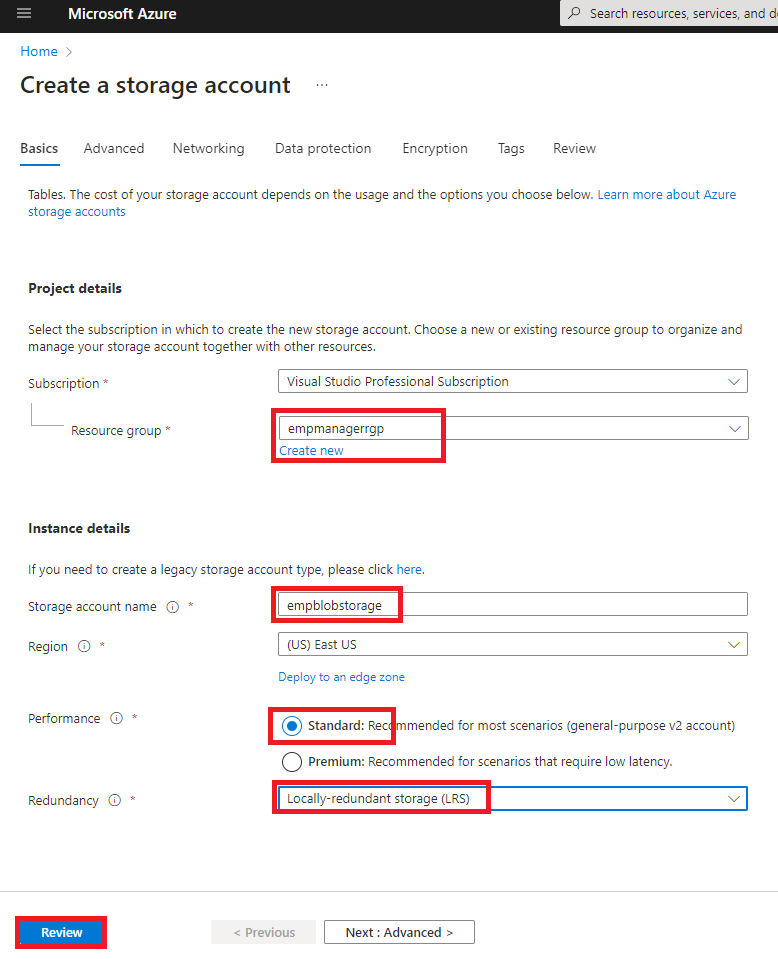 Microsoft Azure
Search resources, services, and d
Home
Create a storage account ...
Basics Advanced Networking Data protection Encryption Tags Review
Tables. The cost of your storage account depends on the usage and the options you choose below. Learn more about Azure
storage accounts
Project details
Select the subscription in which to create the new storage account. Choose a new or existing resource group to organize and
manage your storage account together with other resources.
Subscription *
Visual Studio Professional Subscription
Resource group *
empmanagerrgp
Create new
Instance details
If you need to create a legacy storage account type, please click here.
Storage account name *
empblobstorage
Region *
(US) East US
Deploy to an edge zone
Performance *
Standard: Recommended for most scenarios (general-purpose v2 account)
Premium: Recommended for scenarios that require low latency.
Redundancy *
Locally-redundant storage (LRS)
Review
< Previous
Next : Advanced >